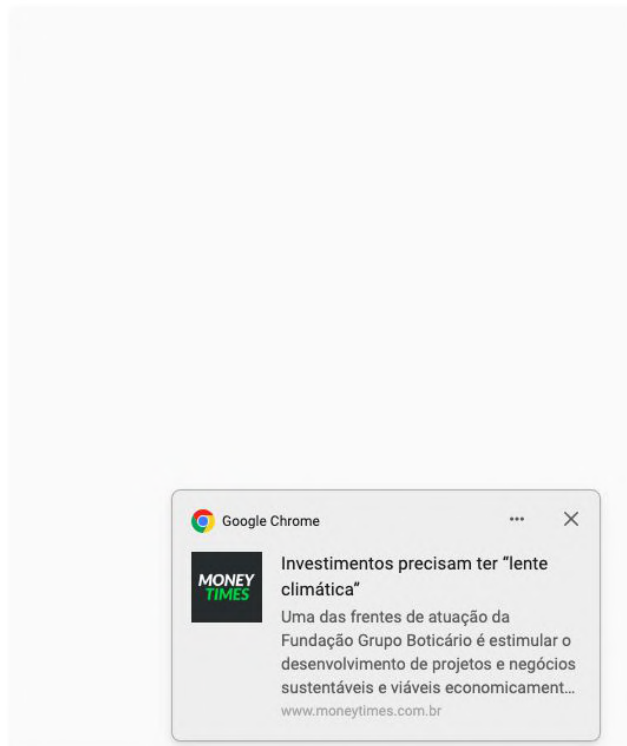 Google Chrome
MONEY
TIMES
Investimentos precisam ter “lente
climática”
Uma das frentes de atuação da
Fundação Grupo Boticário é estimular o
desenvolvimento de projetos e negócios
sustentáveis e viáveis economicament...
www.moneytimes.com.br